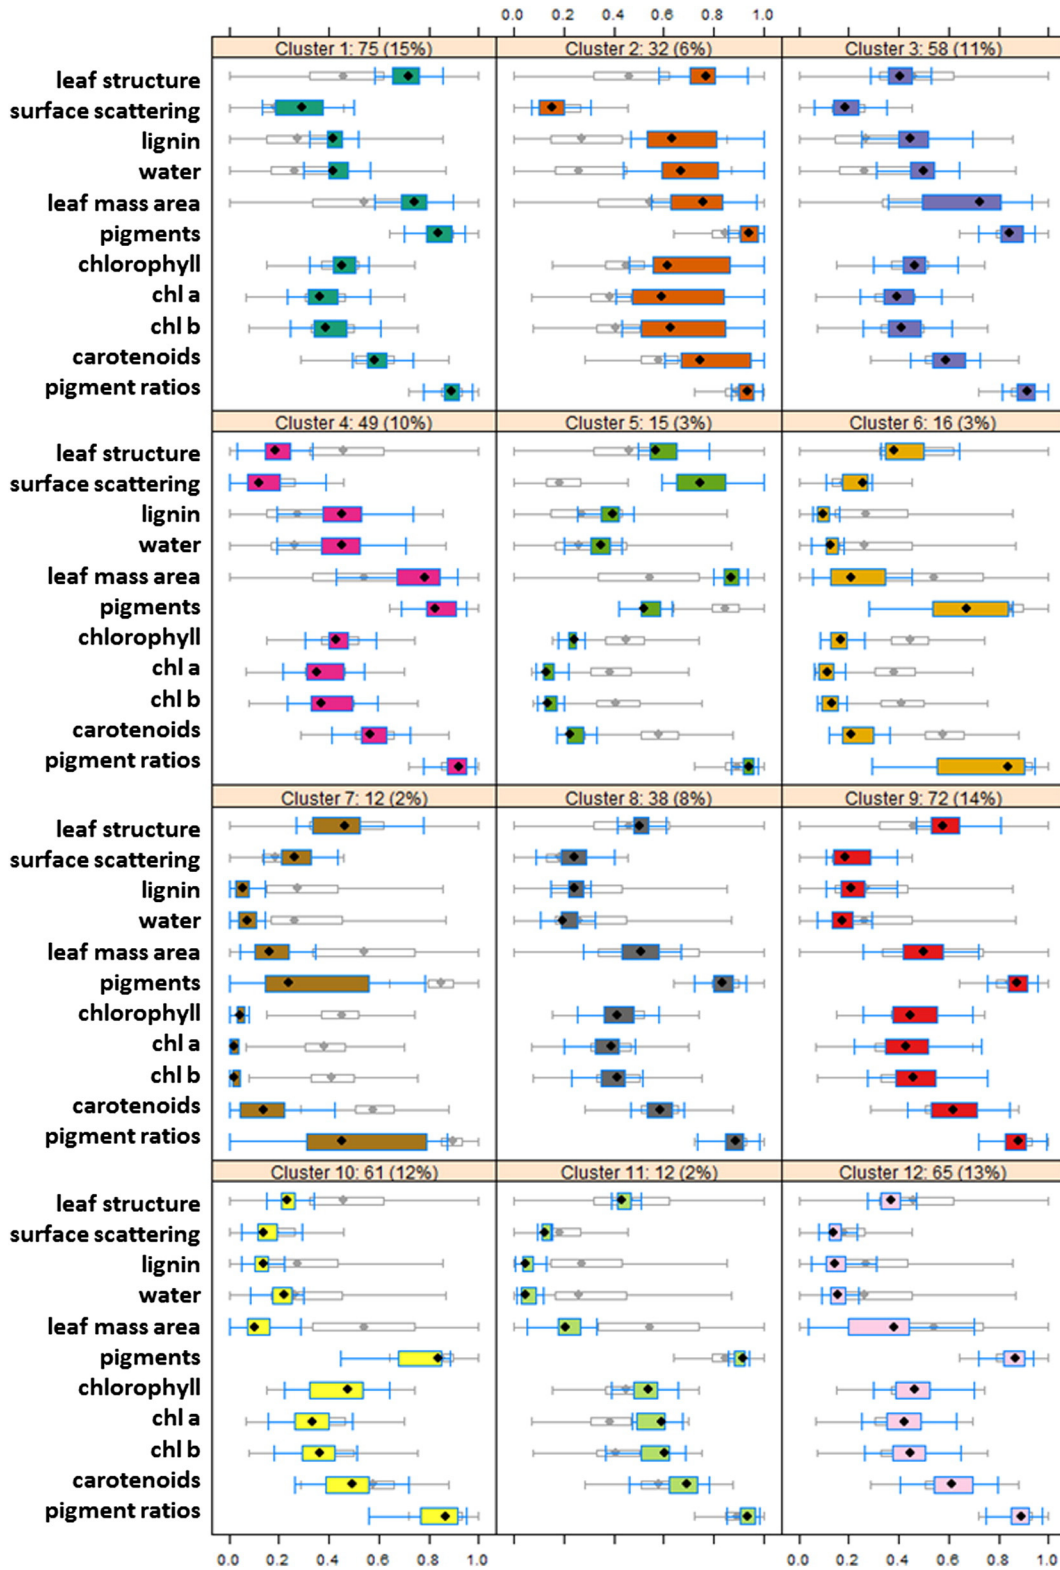 0.0 0.2 0.4 0.6 0.8 1.0
Cluster 1: 75 (15%) Cluster 2: 32 (6%) Cluster 3: 58 (11%)
leaf structure
surface scattering
lignin
water
leaf mass area
pigments
chlorophyll
chl a
chl b
carotenoids
pigment ratios
Cluster 4: 49 (10%) Cluster 5: 15 (3%) Cluster 6: 16 (3%)
leaf structure
surface scattering
lignin
water
leaf mass area
pigments
chlorophyll
chl a
chl b
carotenoids
pigment ratios
Cluster 7: 12 (2%) Cluster 8: 38 (8%) Cluster 9: 72 (14%)
leaf structure
surface scattering
lignin
water
leaf mass area
pigments
chlorophyll
chl a
chl b
carotenoids
pigment ratios
Cluster 10: 61 (12%) Cluster 11: 12 (2%) Cluster 12: 65 (13%)
leaf structure
surface scattering
lignin
water
leaf mass area
pigments
chlorophyll
chl a
chl b
carotenoids
pigment ratios
0.0 0.2 0.4 0.6 0.8 1.0 0.0 0.2 0.4 0.6 0.8 1.0